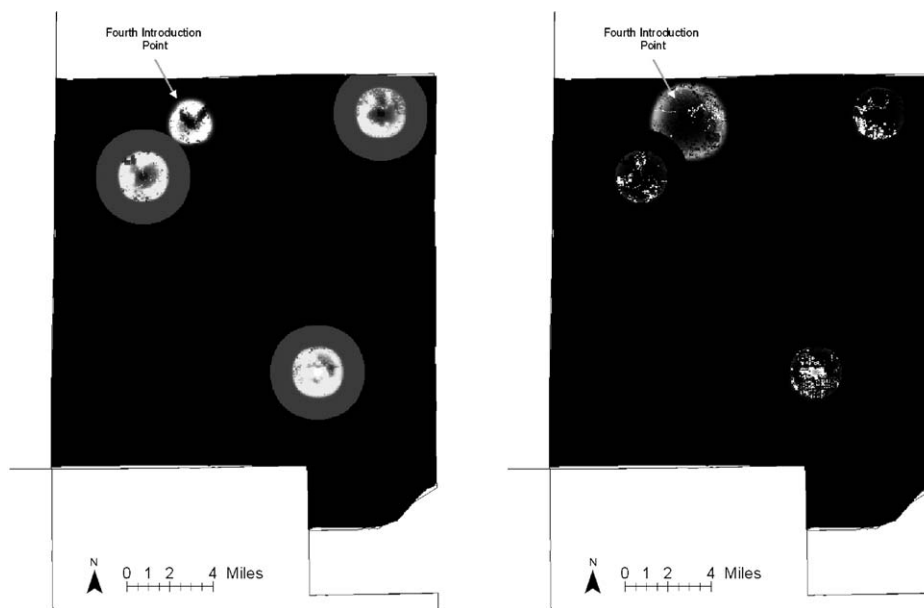 Fourth Introduction
Point
N
0 1 2 4 Miles
Fourth Introduction
Point
N
0 1 2 4 Miles